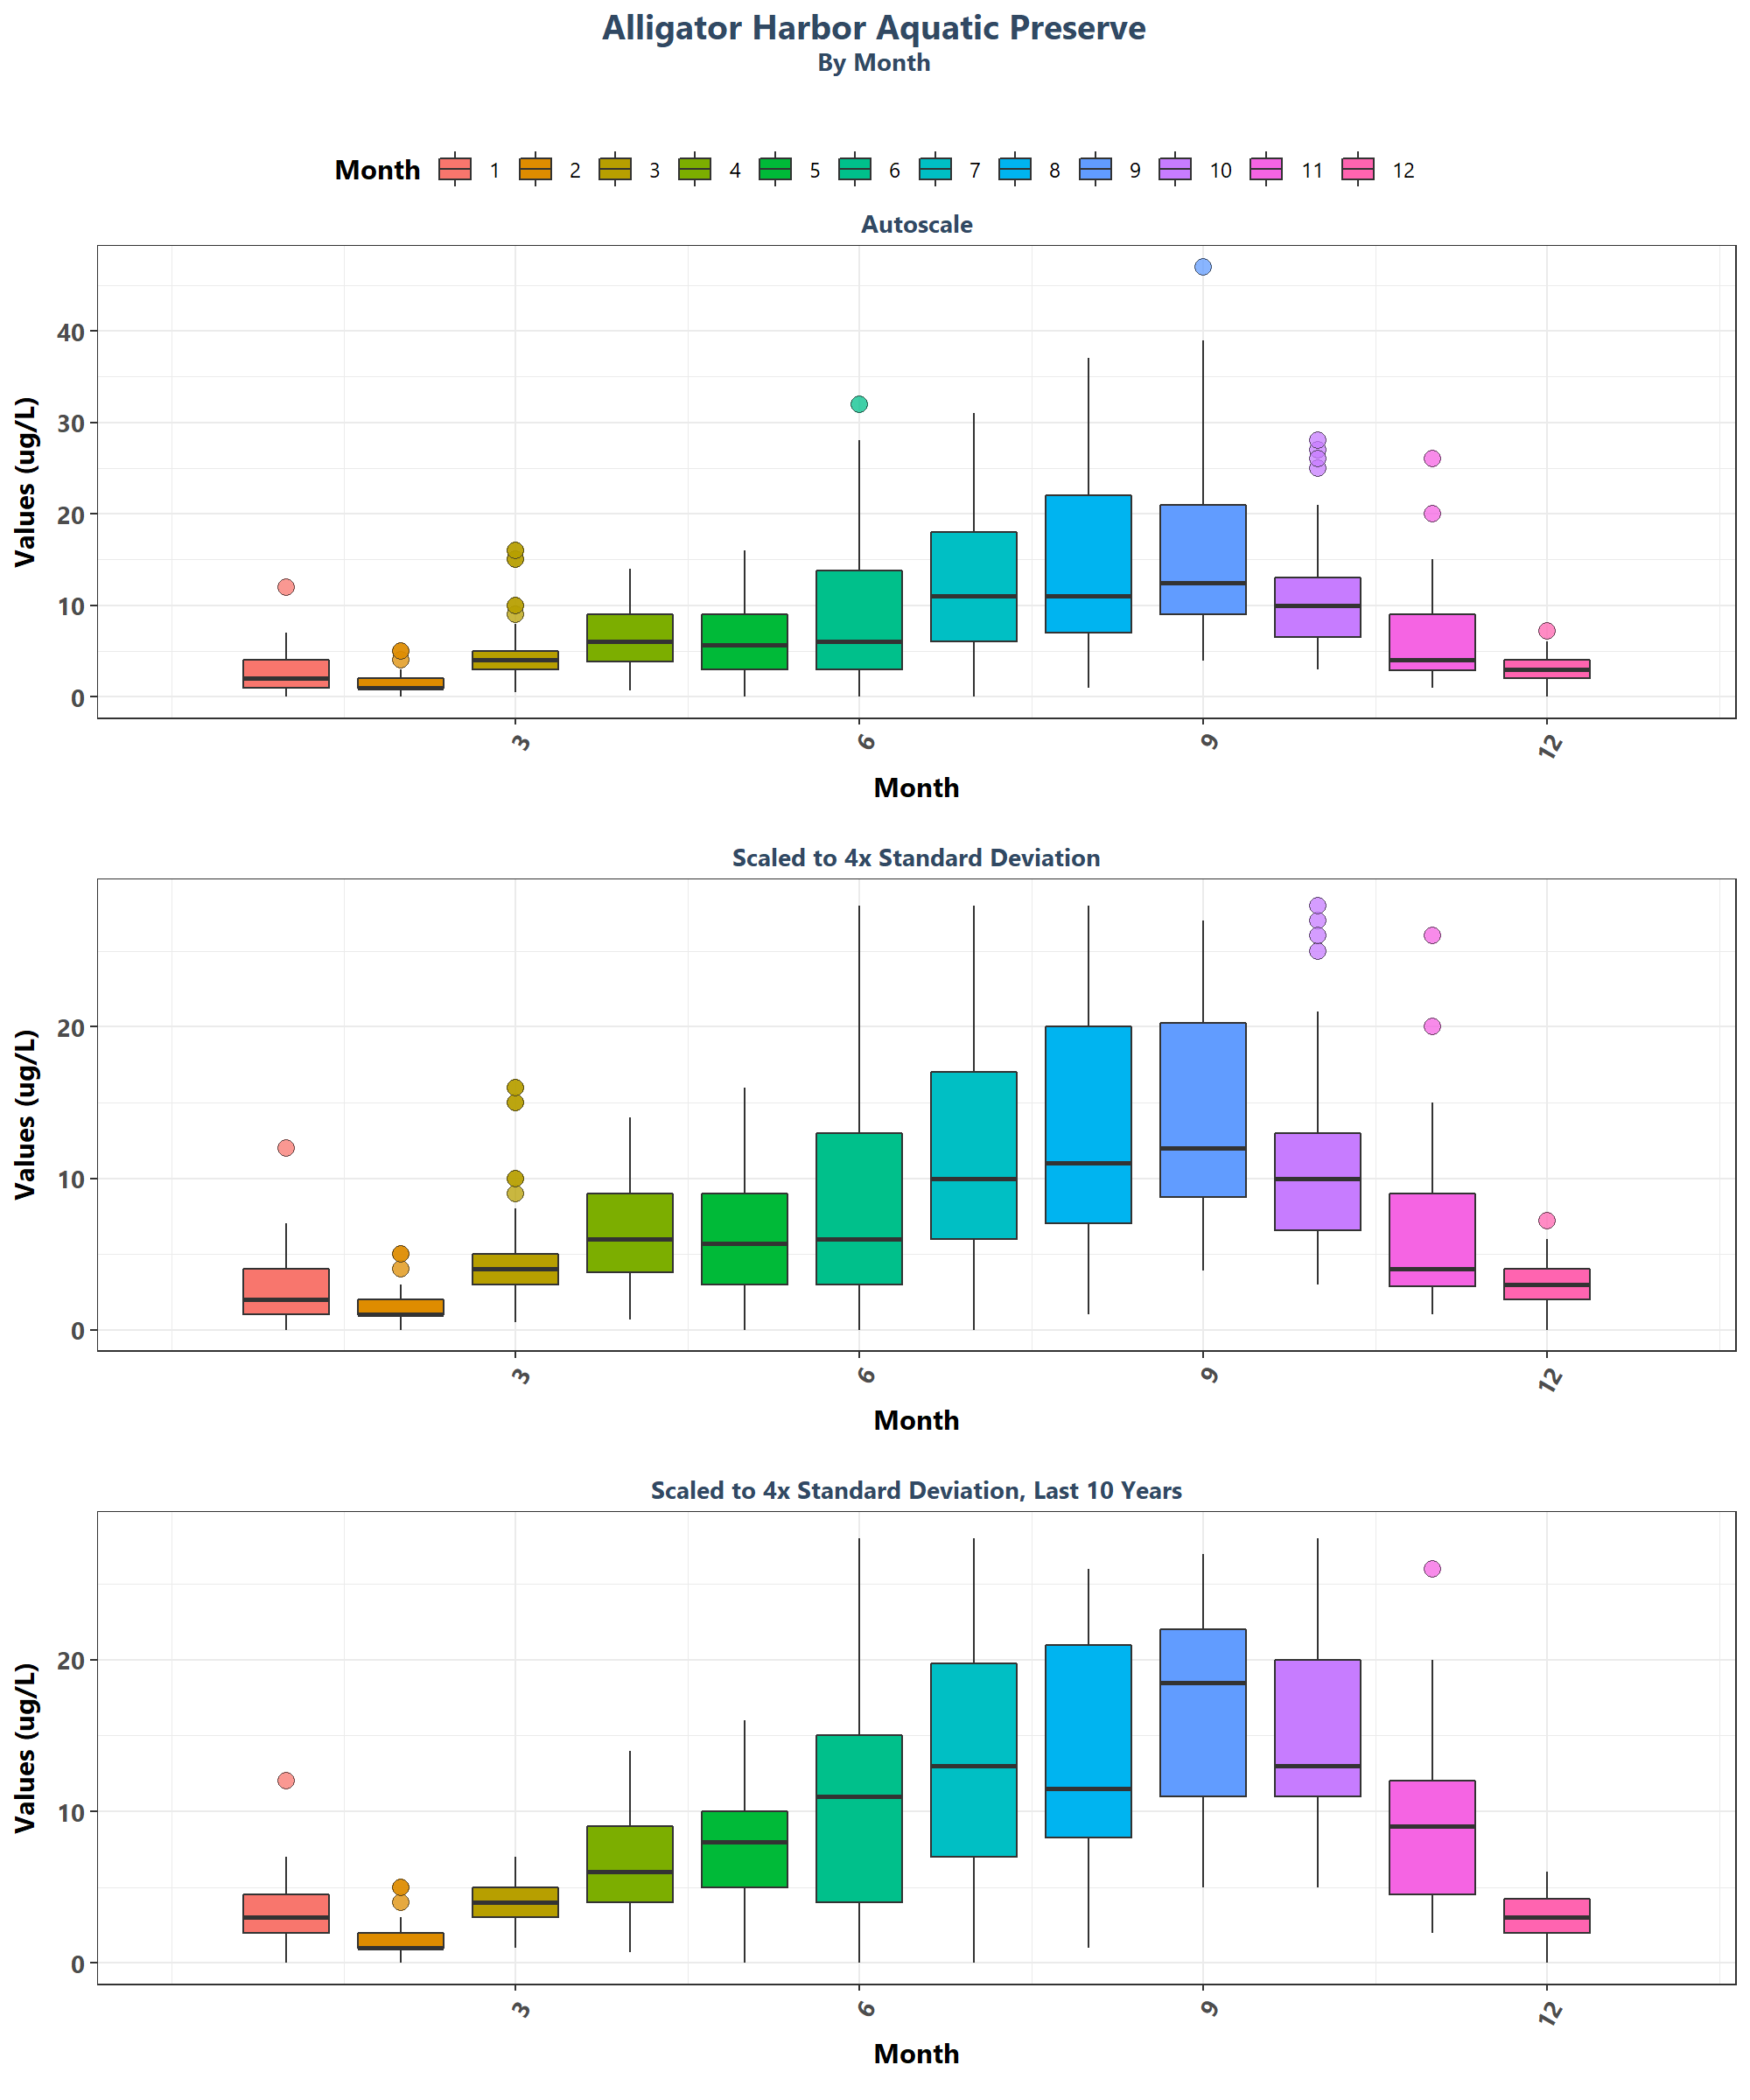 Alligator Harbor Aquatic Preserve
By Month
Month 1 2 3 4 5 6 7 8 9 10 11 12
Autoscale
Values (ug/L)
40
30
20
10
0
3 6 9 12
Month
Scaled to 4x Standard Deviation
Values (ug/L)
20
10
0
3 6 9 12
Month
Scaled to 4x Standard Deviation, Last 10 Years
Values (ug/L)
20
10
0
3 6 9 12
Month